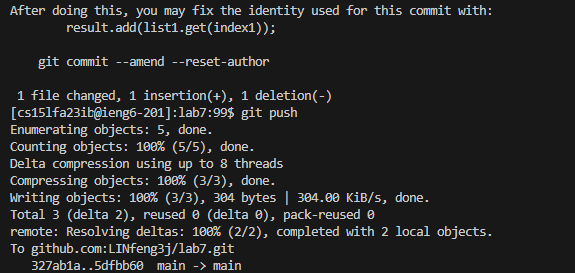 After doing this, you may fix the identity used for this commit with:
        result.add(list1.get(index1));
    git commit --amend --reset-author
 1 file changed, 1 insertion(+), 1 deletion(-)
[cs15lfa23ib@ieng6-201]:lab7:99$ git push
Enumerating objects: 5, done.
Counting objects: 100% (5/5), done.
Delta compression using up to 8 threads
Compressing objects: 100% (3/3), done.
Writing objects: 100% (3/3), 304 bytes | 304.00 KiB/s, done.
Total 3 (delta 2), reused 0 (delta 0), pack-reused 0
remote: Resolving deltas: 100% (2/2), completed with 2 local objects.
To github.com:LINfeng3j/lab7.git
   327ab1a..5dfbb60  main -> main